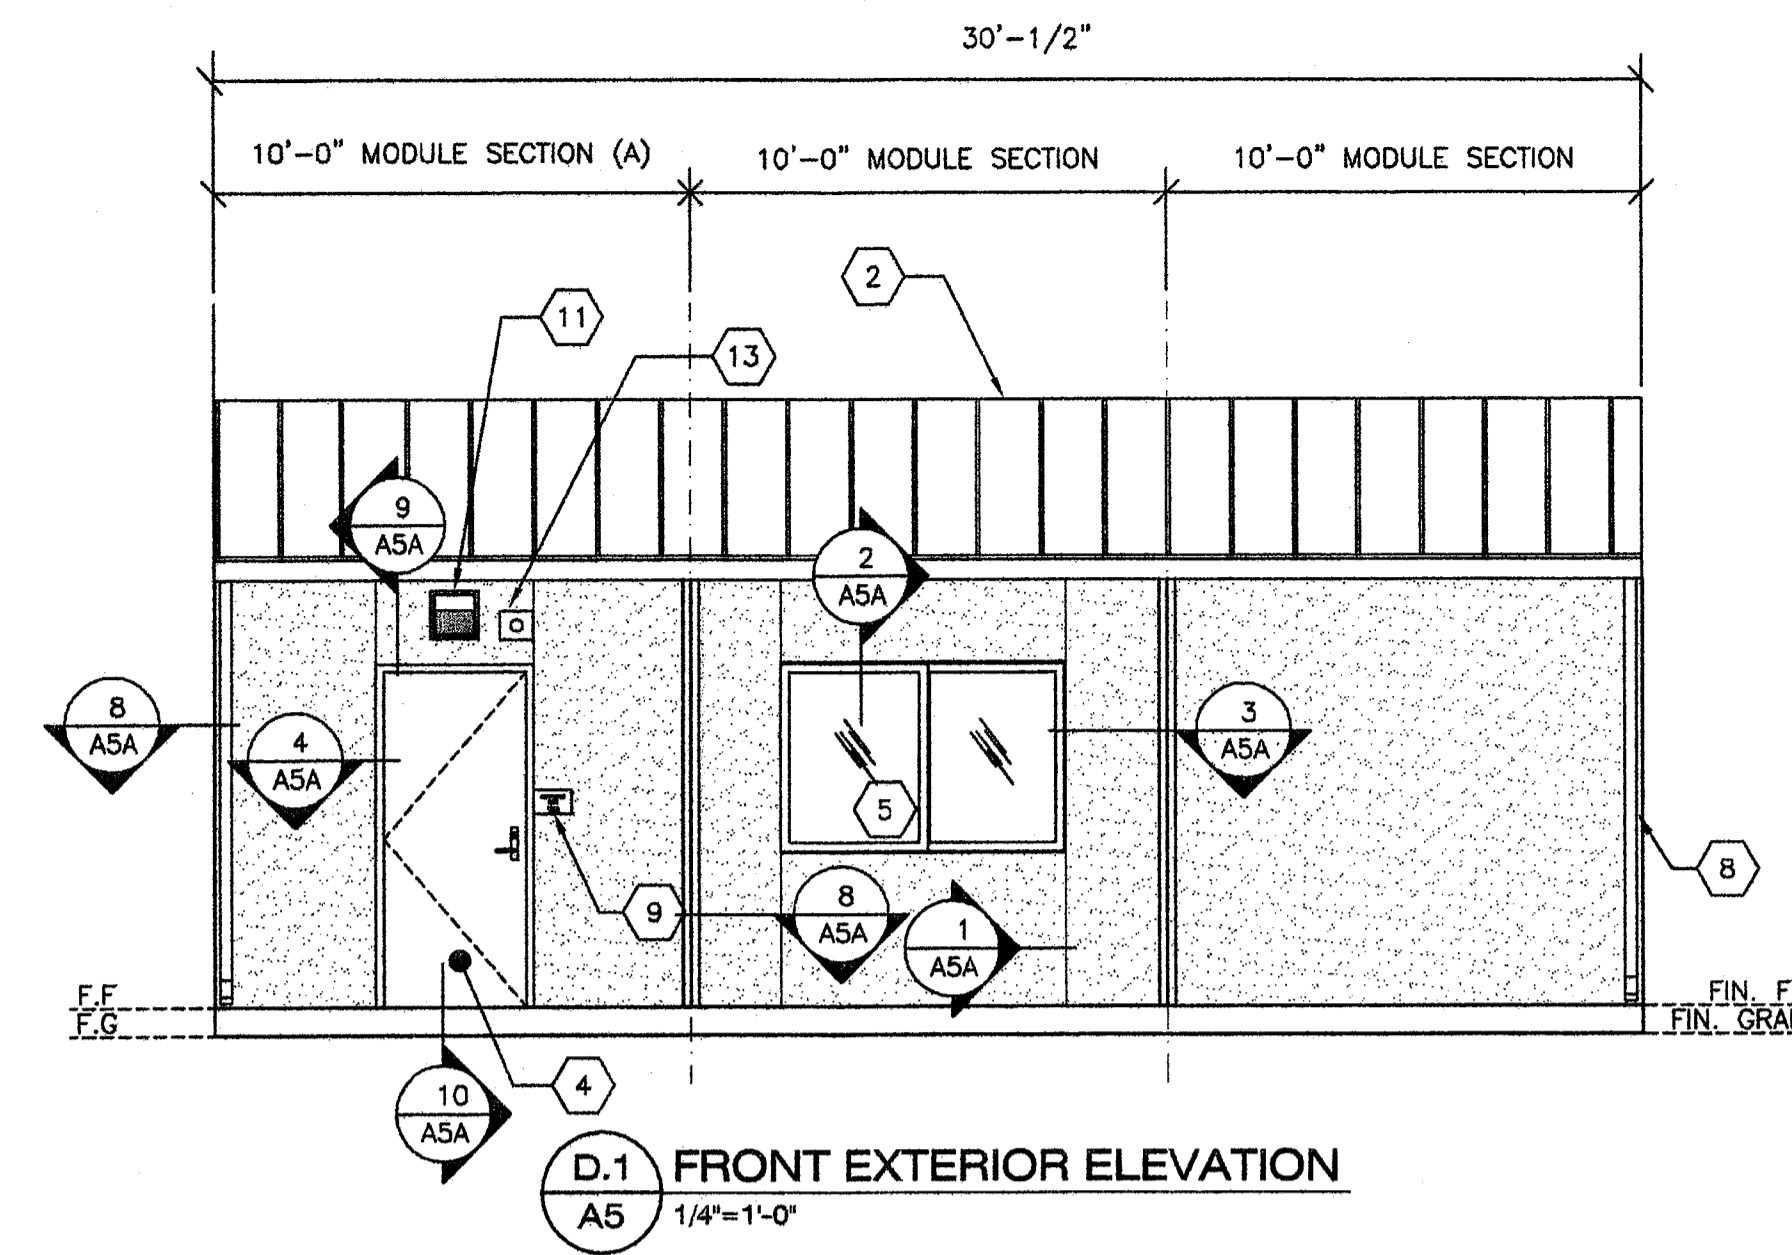 30'-1/2"
10'-0" MODULE SECTION (A)
10'-0" MODULE SECTION
10'-0" MODULE SECTION
2
11
13
9
A5A
2
A5A
8
A5A
4
A5A
3
A5A
5
8
9
8
A5A
1
A5A
F.F
F.G
FIN. F
FIN. GRA
10
A5A
4
D.1
A5
FRONT EXTERIOR ELEVATION
1/4"=1'-0"